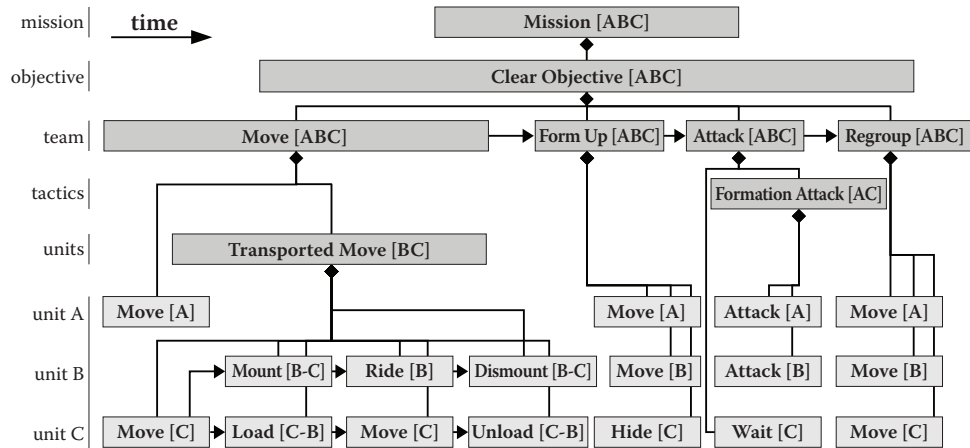 mission
Mission [ABC]
time
objective
Clear Objective [ABC]
team
Move [ABC]
Form Up [ABC]
Attack [ABC]
Regroup [ABC]
tactics
Formation Attack [AC]
units
Transported Move [BC]
unit A
Move [A]
Move [A]
Attack [A]
Move [A]
unit B
Mount [B-C]
Ride [B]
Dismount [B-C]
Move [B]
Attack [B]
Move [B]
unit C
Move [C]
Load [C-B]
Move [C]
Unload [C-B]
Hide [C]
Wait [C]
Move [C]